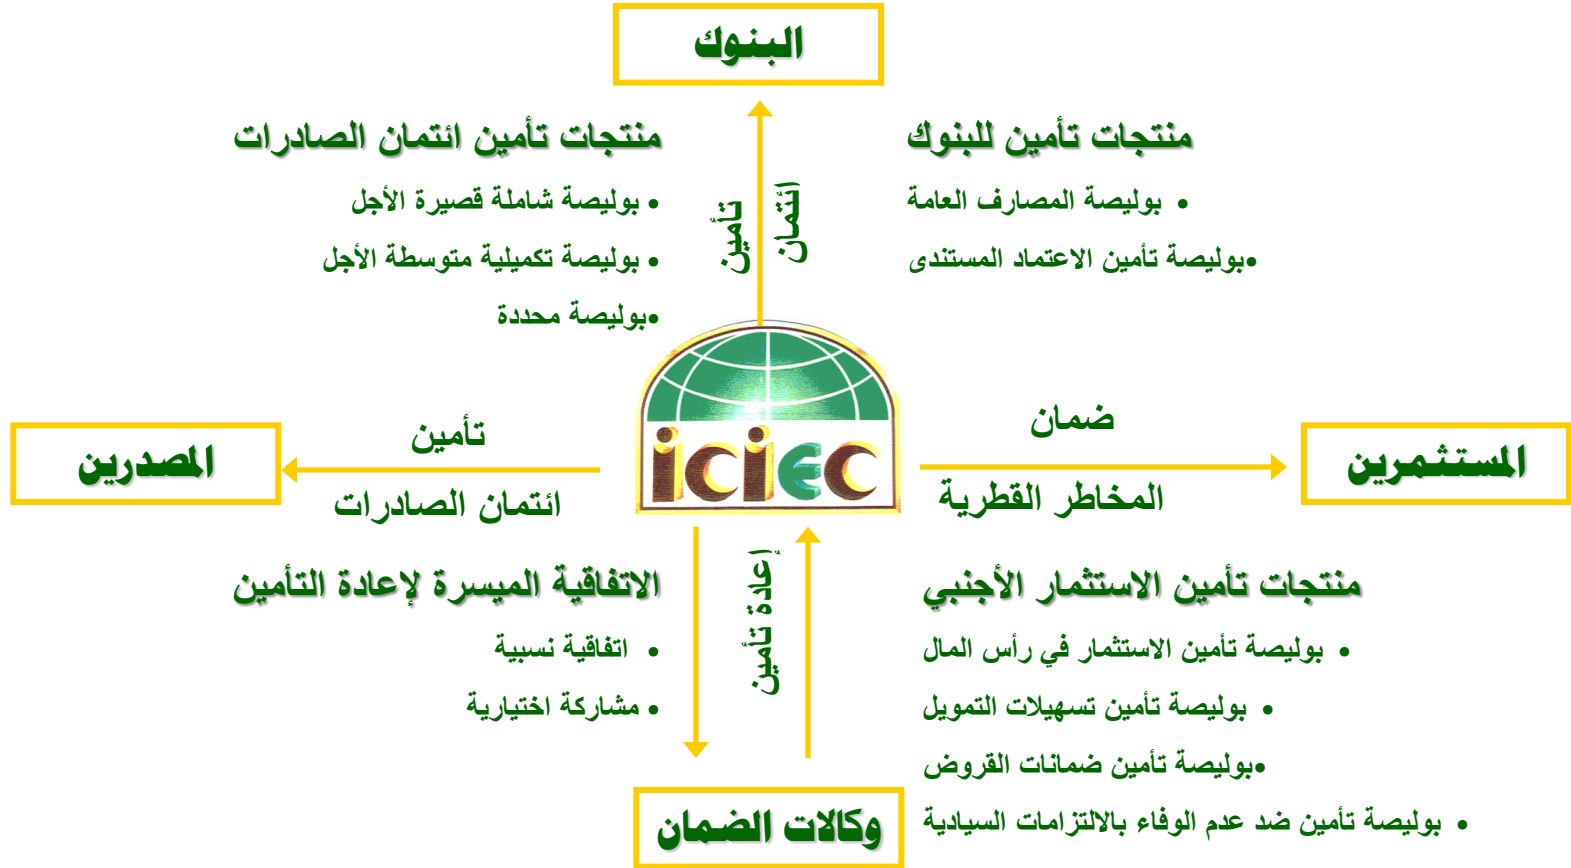 البنوك
منتجات تأمين للبنوك
• بوليصة المصارف العامة
•بوليصة تأمين الاعتماد المستندى
منتجات تأمين ائتمان الصادرات
• بوليصة شاملة قصيرة الأجل
• بوليصة تكميلية متوسطة الأجل
•بوليصة محددة
تأمين
ائتمان
iciec
ضمان
المخاطر القطرية
المستثمرين
تأمين
ائتمان الصادرات
المصدرين
منتجات تأمين الاستثمار الأجنبي
• بوليصة تأمين الاستثمار في رأس المال
• بوليصة تأمين تسهيلات التمويل
•بوليصة تأمين ضمانات القروض
• بوليصة تأمين ضد عدم الوفاء بالالتزامات السيادية
إعادة تأمين
الاتفاقية الميسرة لإعادة التأمين
• اتفاقية نسبية
• مشاركة اختيارية
وكالات الضمان